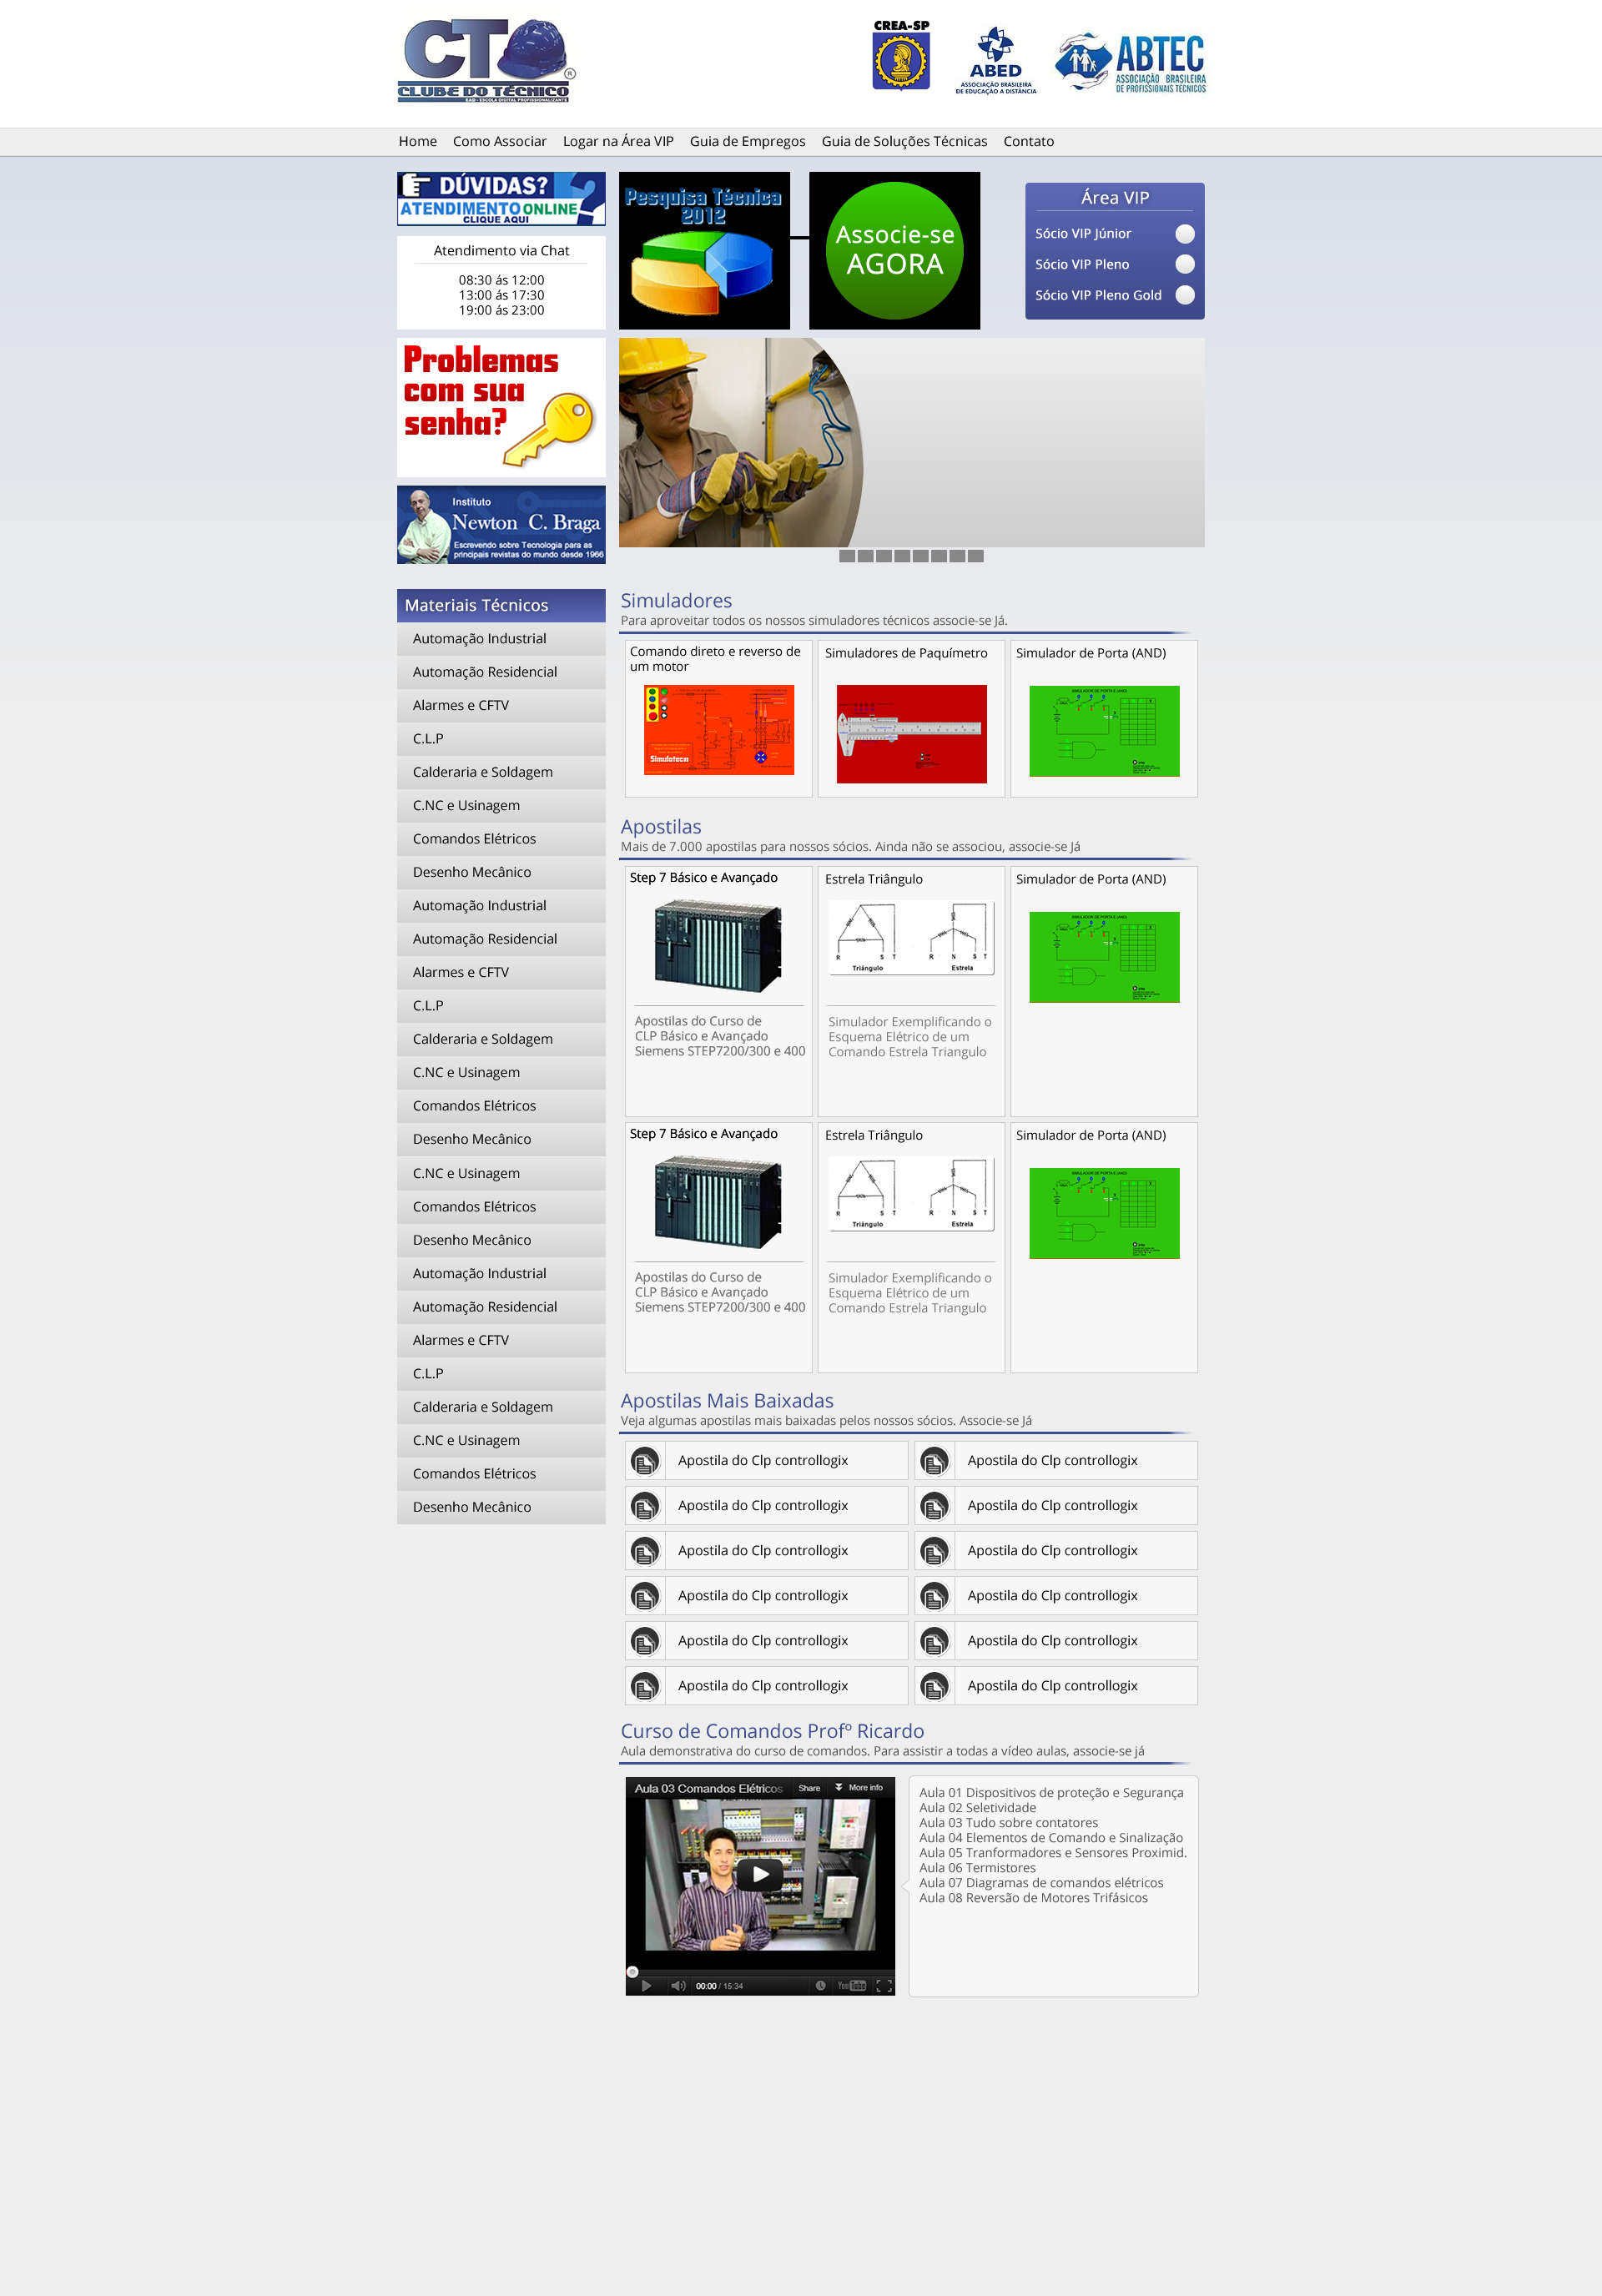 CT
®
CLUBE DO TÉCNICO
EAD - ESCOLA DIGITAL PROFISSIONALIZANTE
CREA-SP
ABED
ASSOCIAÇÃO BRASILEIRA
DE EDUCAÇÃO A DISTÂNCIA
ABTEC
ASSOCIAÇÃO BRASILEIRA
DE PROFISSIONAIS TÉCNICOS
Home Como Associar Logar na Área VIP Guia de Empregos Guia de Soluções Técnicas Contato
DÚVIDAS?
ATENDIMENTO ONLINE
CLIQUE AQUI
Atendimento via Chat
08:30 ás 12:00
13:00 ás 17:30
19:00 ás 23:00
Pesquisa Técnica
2012
Associe-se
AGORA
Área VIP
Sócio VIP Júnior
Sócio VIP Pleno
Sócio VIP Pleno Gold
Problemas
com sua
senha?
Instituto
Newton C. Braga
Escrevendo sobre Tecnologia para as
principais revistas do mundo desde 1966
Materiais Técnicos
Automação Industrial
Automação Residencial
Alarmes e CFTV
C.L.P
Calderaria e Soldagem
C.NC e Usinagem
Comandos Elétricos
Desenho Mecânico
Automação Industrial
Automação Residencial
Alarmes e CFTV
C.L.P
Calderaria e Soldagem
C.NC e Usinagem
Comandos Elétricos
Desenho Mecânico
C.NC e Usinagem
Comandos Elétricos
Desenho Mecânico
Automação Industrial
Automação Residencial
Alarmes e CFTV
C.L.P
Calderaria e Soldagem
C.NC e Usinagem
Comandos Elétricos
Desenho Mecânico
Simuladores
Para aproveitar todos os nossos simuladores técnicos associe-se Já.
Comando direto e reverso de
um motor
Simulatecsi
Simuladores de Paquímetro
Simulador de Porta (AND)
SIMULADOR DE PORTA E (AND)
Apostilas
Mais de 7.000 apostilas para nossos sócios. Ainda não se associou, associe-se Já
Step 7 Básico e Avançado
Apostilas do Curso de
CLP Básico e Avançado
Siemens STEP7200/300 e 400
Estrela Triângulo
R S T R N S T
Triângulo Estrela
Simulador Exemplificando o
Esquema Elétrico de um
Comando Estrela Triangulo
Simulador de Porta (AND)
SIMULADOR DE PORTA E (AND)
Step 7 Básico e Avançado
Apostilas do Curso de
CLP Básico e Avançado
Siemens STEP7200/300 e 400
Estrela Triângulo
R S T R N S T
Triângulo Estrela
Simulador Exemplificando o
Esquema Elétrico de um
Comando Estrela Triangulo
Simulador de Porta (AND)
SIMULADOR DE PORTA E (AND)
Apostilas Mais Baixadas
Veja algumas apostilas mais baixadas pelos nossos sócios. Associe-se Já
Apostila do Clp controllogix Apostila do Clp controllogix
Apostila do Clp controllogix Apostila do Clp controllogix
Apostila do Clp controllogix Apostila do Clp controllogix
Apostila do Clp controllogix Apostila do Clp controllogix
Apostila do Clp controllogix Apostila do Clp controllogix
Apostila do Clp controllogix Apostila do Clp controllogix
Curso de Comandos Profº Ricardo
Aula demonstrativa do curso de comandos. Para assistir a todas a vídeo aulas, associe-se já
Aula 03 Comandos Elétricos Share More info
00:00 / 15:34 YouTube
Aula 01 Dispositivos de proteção e Segurança
Aula 02 Seletividade
Aula 03 Tudo sobre contatores
Aula 04 Elementos de Comando e Sinalização
Aula 05 Tranformadores e Sensores Proximid.
Aula 06 Termistores
Aula 07 Diagramas de comandos elétricos
Aula 08 Reversão de Motores Trifásicos